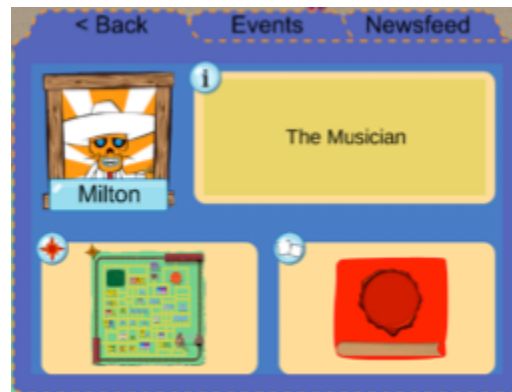 < Back
Events
Newsfeed
i
The Musician
Milton